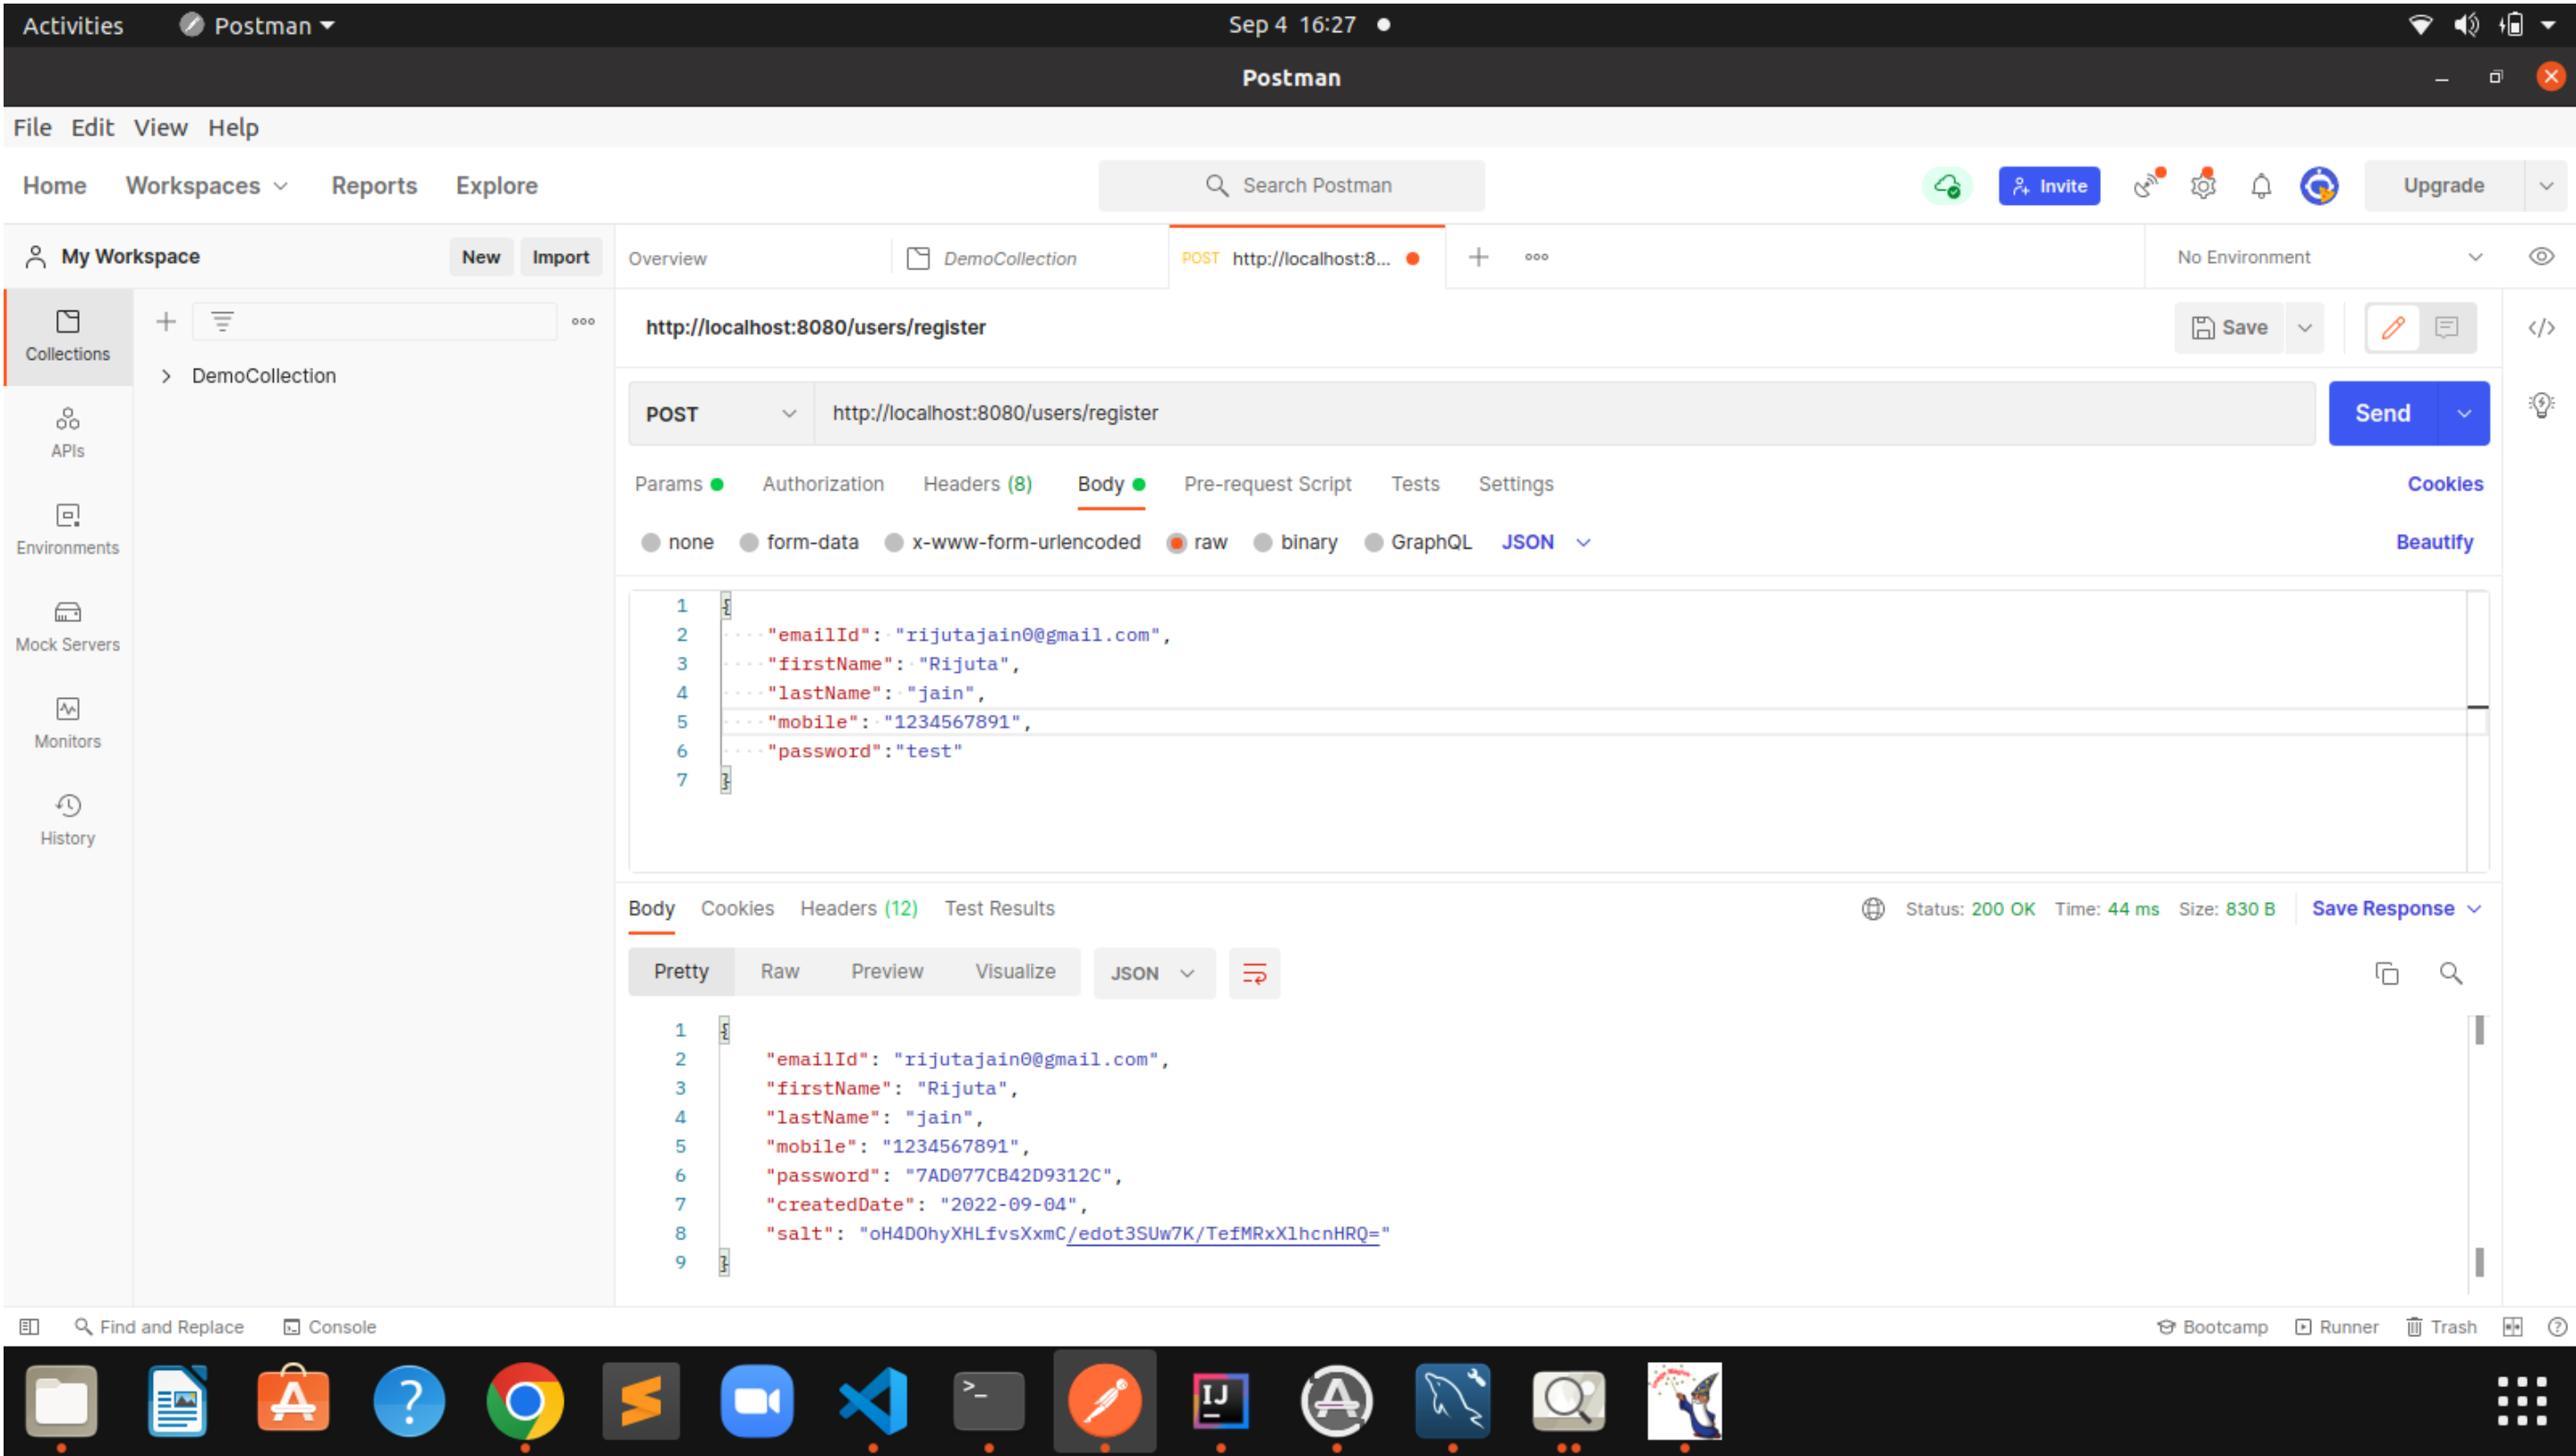 Activities Postman Sep 4 16:27
Postman
File Edit View Help
Home Workspaces Reports Explore Search Postman Invite Upgrade
My Workspace New Import Overview DemoCollection POST http://localhost:8... No Environment
Collections
http://localhost:8080/users/register Save
DemoCollection
POST http://localhost:8080/users/register Send
APIs
Params Authorization Headers (8) Body Pre-request Script Tests Settings Cookies
Environments
none form-data x-www-form-urlencoded raw binary GraphQL JSON Beautify
Mock Servers
Monitors
History
1 {
2 "emailId": "rijutajain0@gmail.com",
3 "firstName": "Rijuta",
4 "lastName": "jain",
5 "mobile": "1234567891",
6 "password":"test"
7 }
Body Cookies Headers (12) Test Results Status: 200 OK Time: 44 ms Size: 830 B Save Response
Pretty Raw Preview Visualize JSON
1 {
2 "emailId": "rijutajain0@gmail.com",
3 "firstName": "Rijuta",
4 "lastName": "jain",
5 "mobile": "1234567891",
6 "password": "7AD077CB42D9312C",
7 "createdDate": "2022-09-04",
8 "salt": "oH4DOhyXHLfvsXxmC/edot3SUw7K/TefMRxXlhcnHRQ="
9 }
Find and Replace Console Bootcamp Runner Trash
IJ